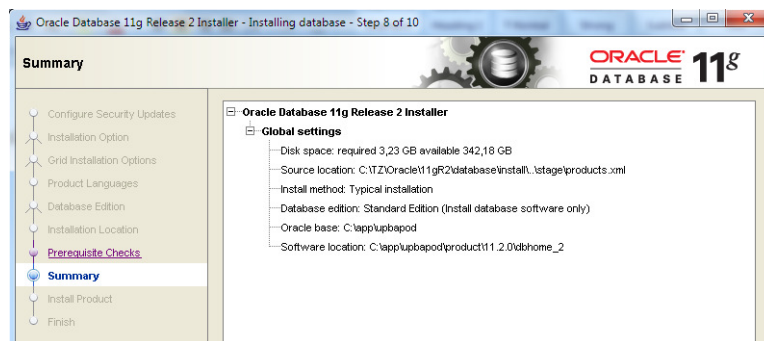 Oracle Database 11g Release 2 Installer - Installing database - Step 8 of 10
Summary
ORACLE
DATABASE
11g
Configure Security Updates
Installation Option
Grid Installation Options
Product Languages
Database Edition
Installation Location
Prerequisite Checks
Summary
Install Product
Finish
Oracle Database 11g Release 2 Installer
Global settings
Disk space: required 3,23 GB available 342,18 GB
Source location: C:\TZ\Oracle\11gR2\database\install\..\stage\products.xml
Install method: Typical installation
Database edition: Standard Edition (Install database software only)
Oracle base: C:\app\upbapod
Software location: C:\app\upbapod\product\11.2.0\dbhome_2